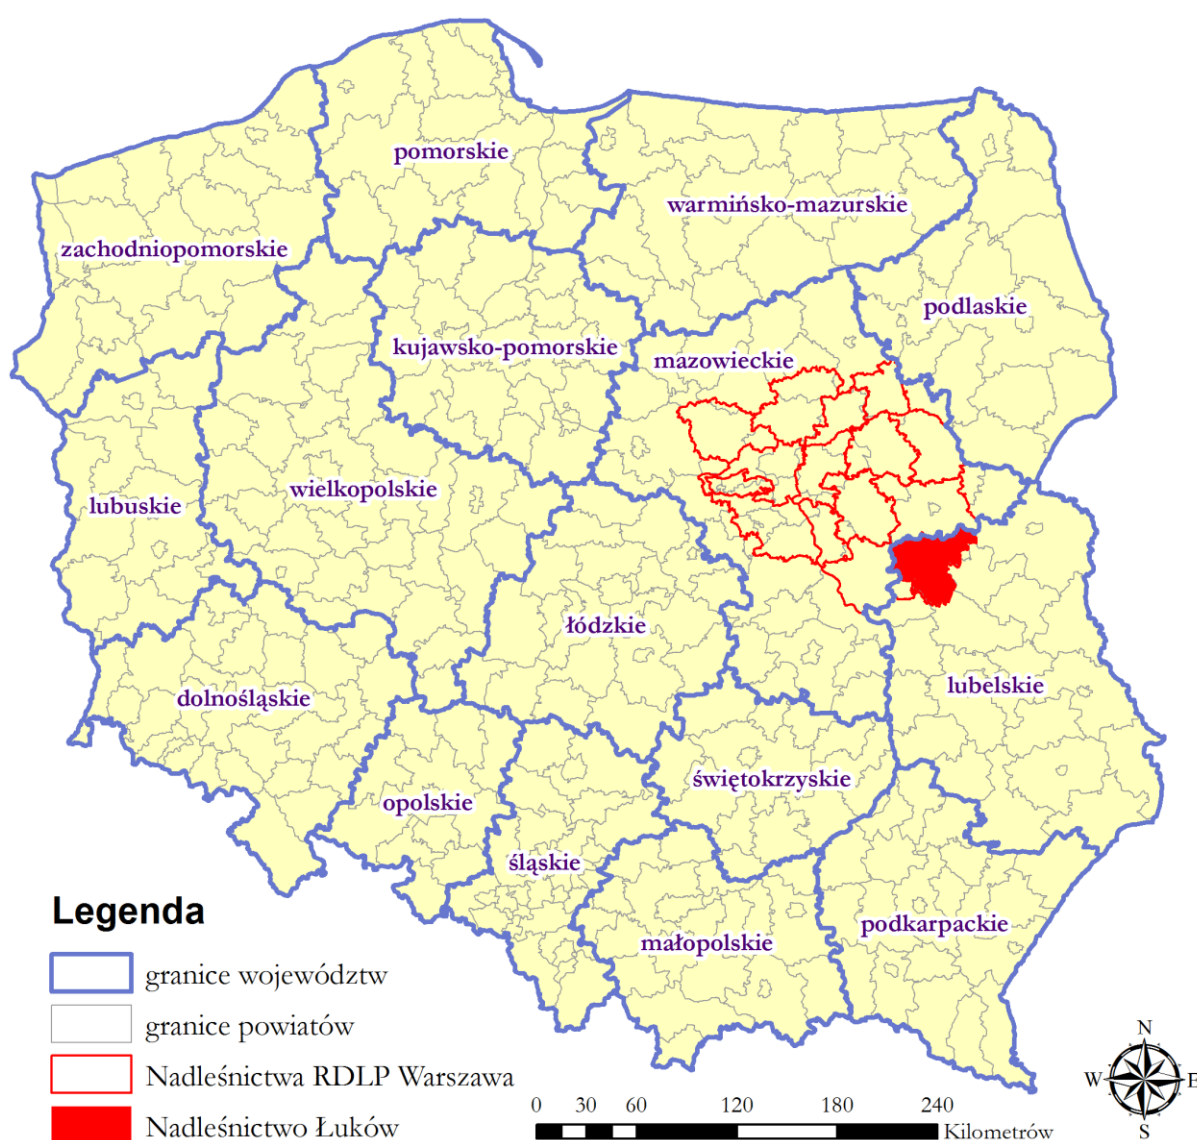 pomorskie
warmińsko-mazurskie
zachodniopomorskie
podlaskie
kujawsko-pomorskie
mazowieckie
wielkopolskie
lubuskie
łódzkie
lubelskie
dolnośląskie
świętokrzyskie
opolskie
śląskie
podkarpackie
małopolskie
Legenda
granice województw
granice powiatów
Nadleśnictwa RDLP Warszawa
Nadleśnictwo Łuków
0 30 60 120 180 240
Kilometrów
N
W E
S